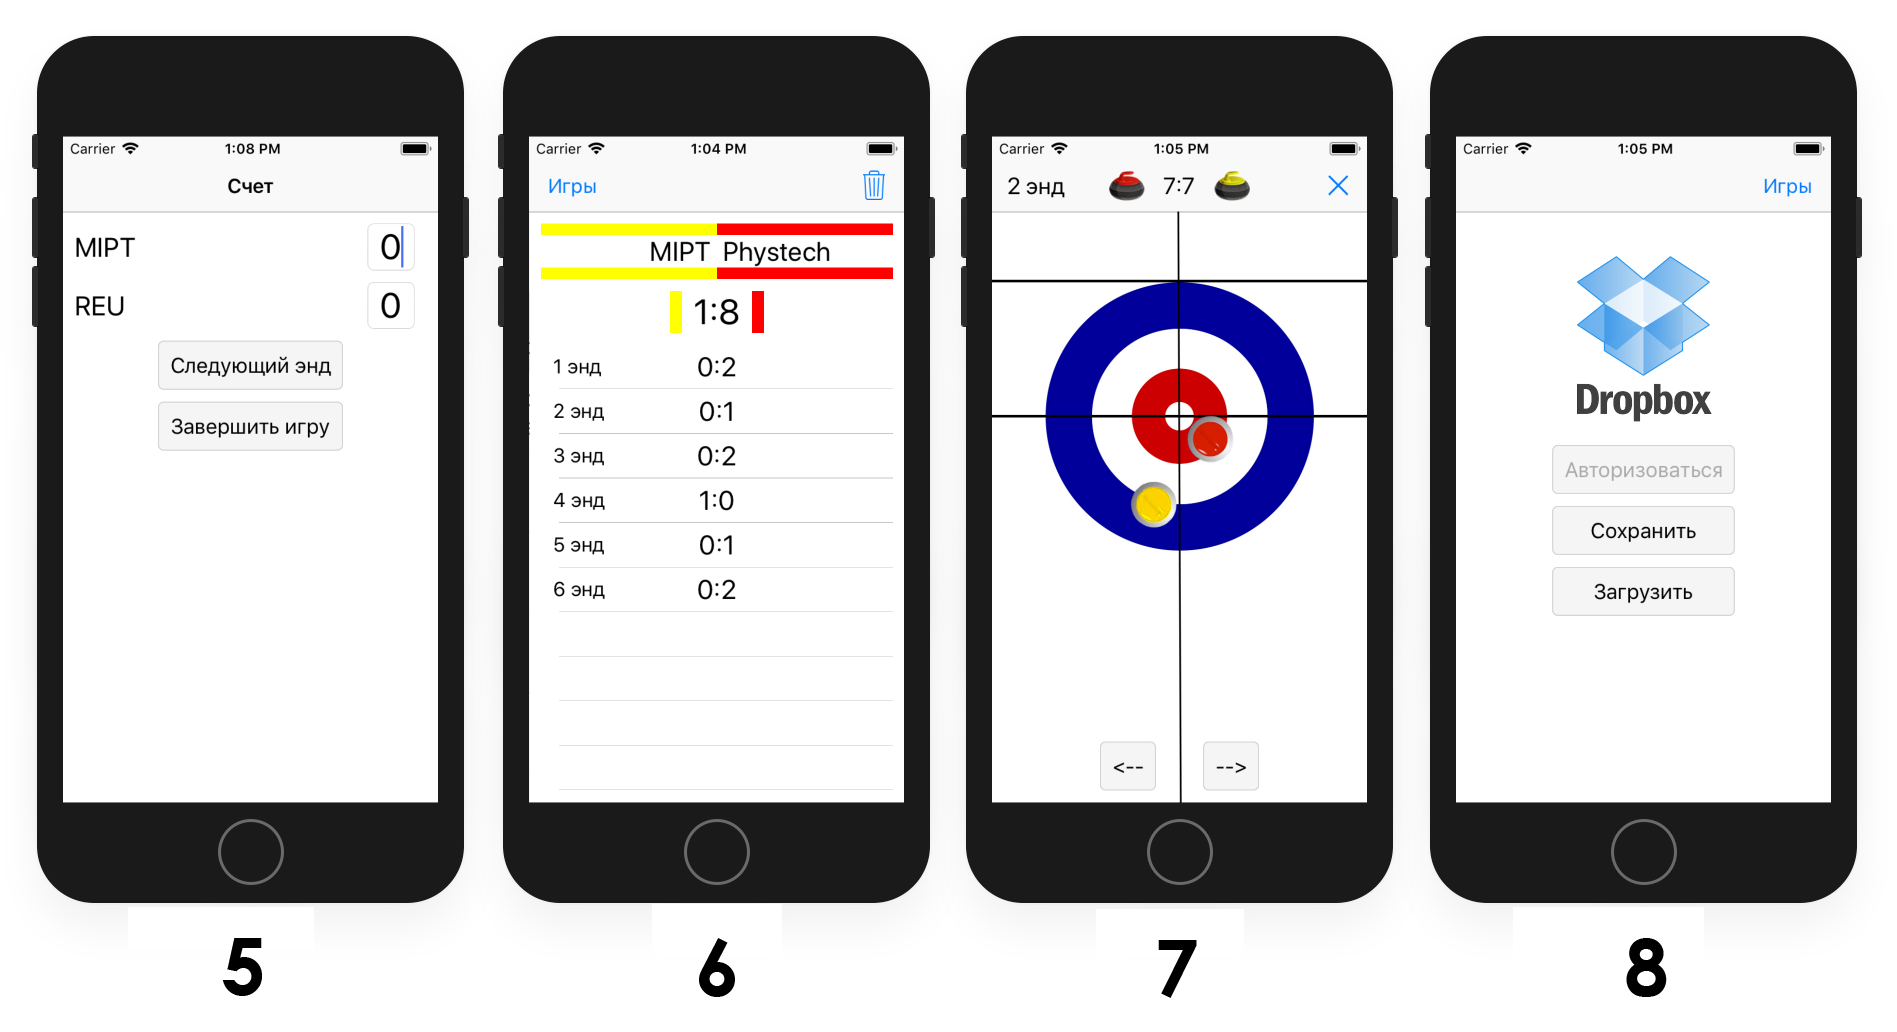 Carrier 1:08 PM
Счет
MIPT 0
REU 0
Следующий энд
Завершить игру
5
Carrier 1:04 PM
Игры
MIPT Phystech
1:8
1 энд 0:2
2 энд 0:1
3 энд 0:2
4 энд 1:0
5 энд 0:1
6 энд 0:2
6
Carrier 1:05 PM
2 энд 7:7
<-- -->
7
Carrier 1:05 PM
Игры
Dropbox
Авторизоваться
Сохранить
Загрузить
8